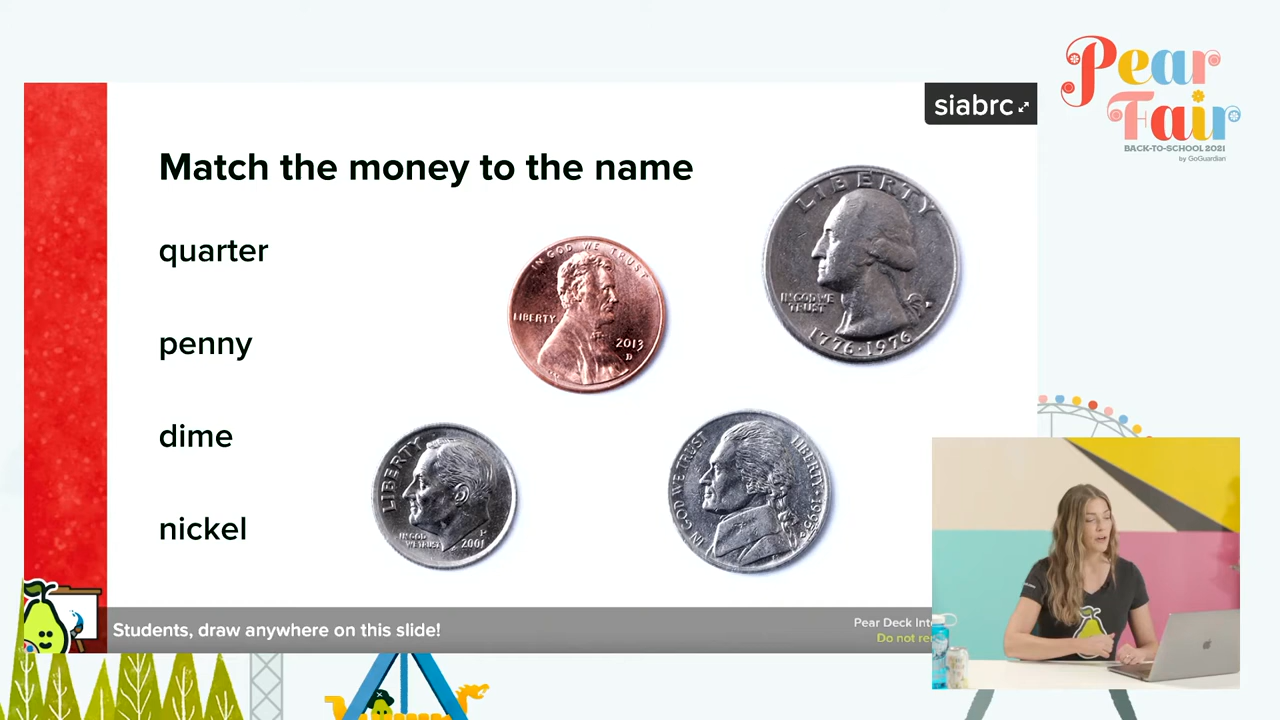 Pear
Fair
BACK-TO-SCHOOL 2021
by GoGuardian
siabrc
Match the money to the name
quarter
penny
dime
nickel
IN GOD WE TRUST
LIBERTY
2013
D
LIBERTY
IN GOD WE
TRUST
1776·1976
LIBERTY
IN GOD
WE TRUST
P
2001
IN GOD WE TRUST
LIBERTY
1995
Students, draw anywhere on this slide!
Pear Deck Int
Do not re